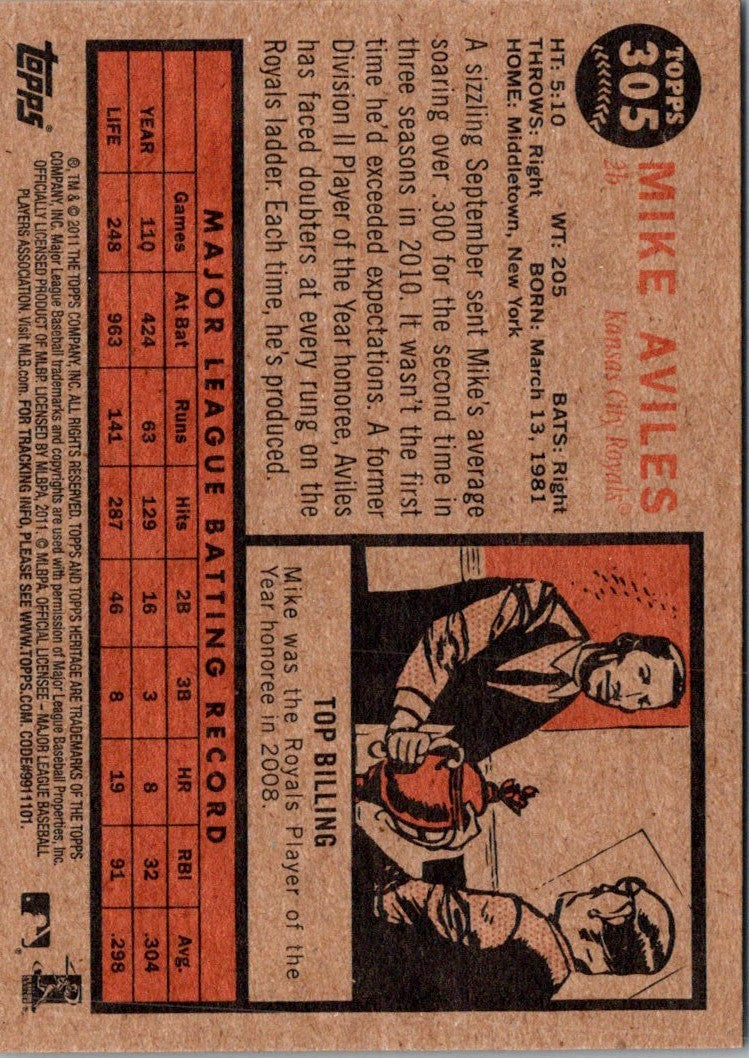 TOPPS
305
MIKE AVILES
3b
Kansas City Royals®
HT: 5:10 WT: 205 BATS: Right
THROWS: Right BORN: March 13, 1981
HOME: Middletown, New York
A sizzling September sent Mike's average
soaring over .300 for the second time in
three seasons in 2010. It wasn't the first
time he'd exceeded expectations. A former
Division II Player of the Year honoree, Aviles
has faced doubters at every rung on the
Royals ladder. Each time, he's produced.
TOP BILLING
Mike was the Royals Player of the
Year honoree in 2008.
MAJOR LEAGUE BATTING RECORD
Games At Bat Runs Hits 2B 3B HR RBI Avg.
YEAR 110 424 63 129 16 3 8 32 .304
LIFE 248 963 141 287 46 8 19 91 .298
topps®
® TM & © 2011 THE TOPPS COMPANY, INC. ALL RIGHTS RESERVED. TOPPS AND TOPPS HERITAGE ARE TRADEMARKS OF THE TOPPS
COMPANY, INC. Major League Baseball trademarks and copyrights are used with permission of Major League Baseball Properties, Inc.
OFFICIALLY LICENSED PRODUCT OF MLBP. LICENSED BY MLBPA, 2011. © MLBPA. OFFICIAL LICENSEE – MAJOR LEAGUE BASEBALL
PLAYERS ASSOCIATION. Visit MLB.com. FOR TRACKING INFO, PLEASE SEE WWW.TOPPS.COM. CODE#9911101.